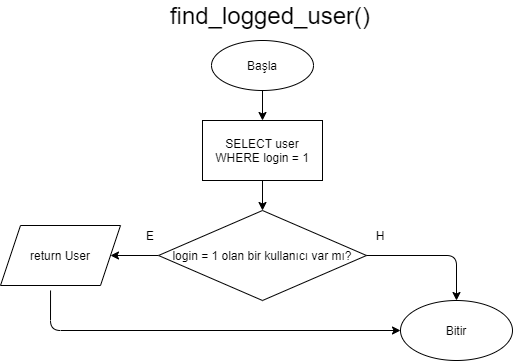 find_logged_user()
Başla
SELECT user
WHERE login = 1
E
H
login = 1 olan bir kullanıcı var mı?
return User
Bitir